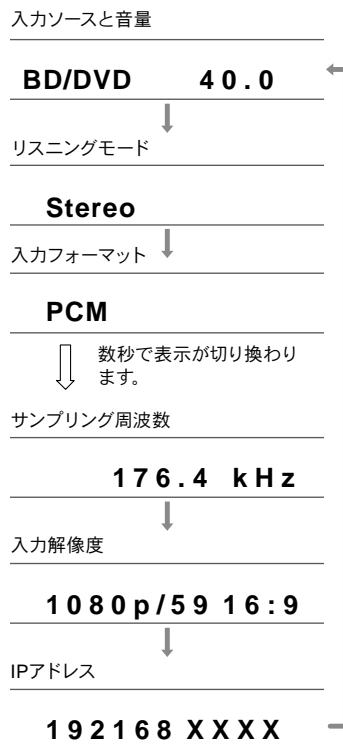 入力ソースと音量
BD/DVD 40.0
リスニングモード
Stereo
入力フォーマット
PCM
数秒で表示が切り換わり
ます。
サンプリング周波数
176.4 kHz
入力解像度
1080p/59 16:9
IPアドレス
192168XXXX